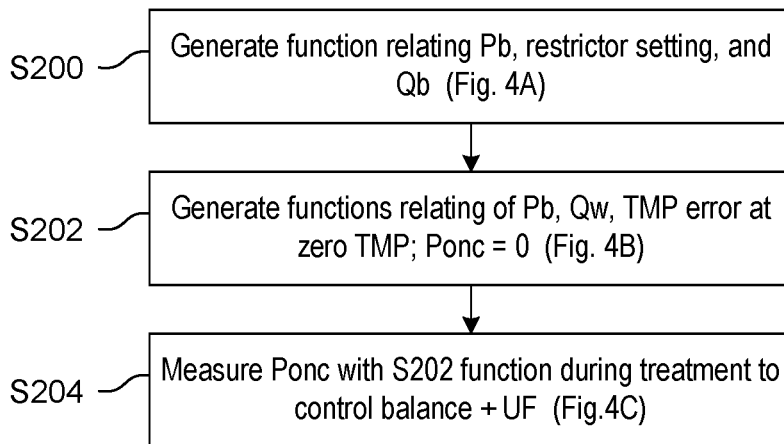 S200
Generate function relating Pb, restrictor setting, and
Qb (Fig. 4A)
S202
Generate functions relating of Pb, Qw, TMP error at
zero TMP; Ponc = 0 (Fig. 4B)
S204
Measure Ponc with S202 function during treatment to
control balance + UF (Fig.4C)